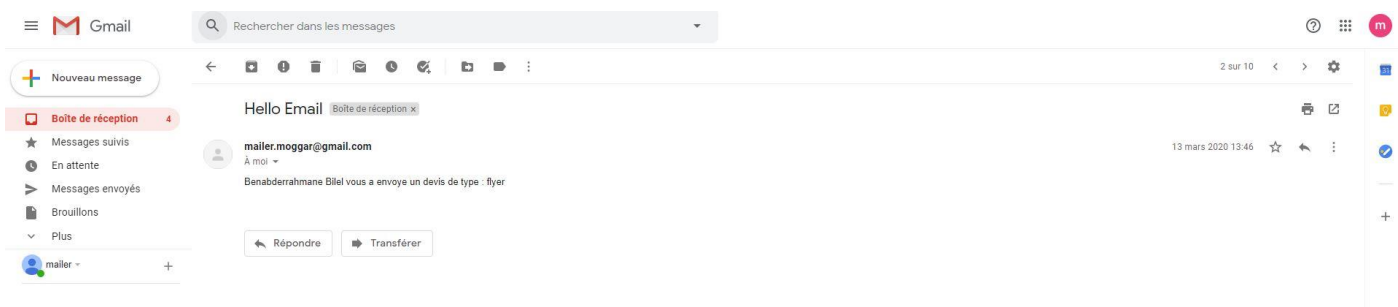 Gmail
Rechercher dans les messages
m
Nouveau message
2 sur 10
31
Hello Email Boîte de réception x
Boîte de réception 4
Messages suivis
En attente
Messages envoyés
Brouillons
Plus
mailer
mailer.moggar@gmail.com 13 mars 2020 13:46
À moi
Benabderrahmane Bilel vous a envoye un devis de type : flyer
Répondre Transférer